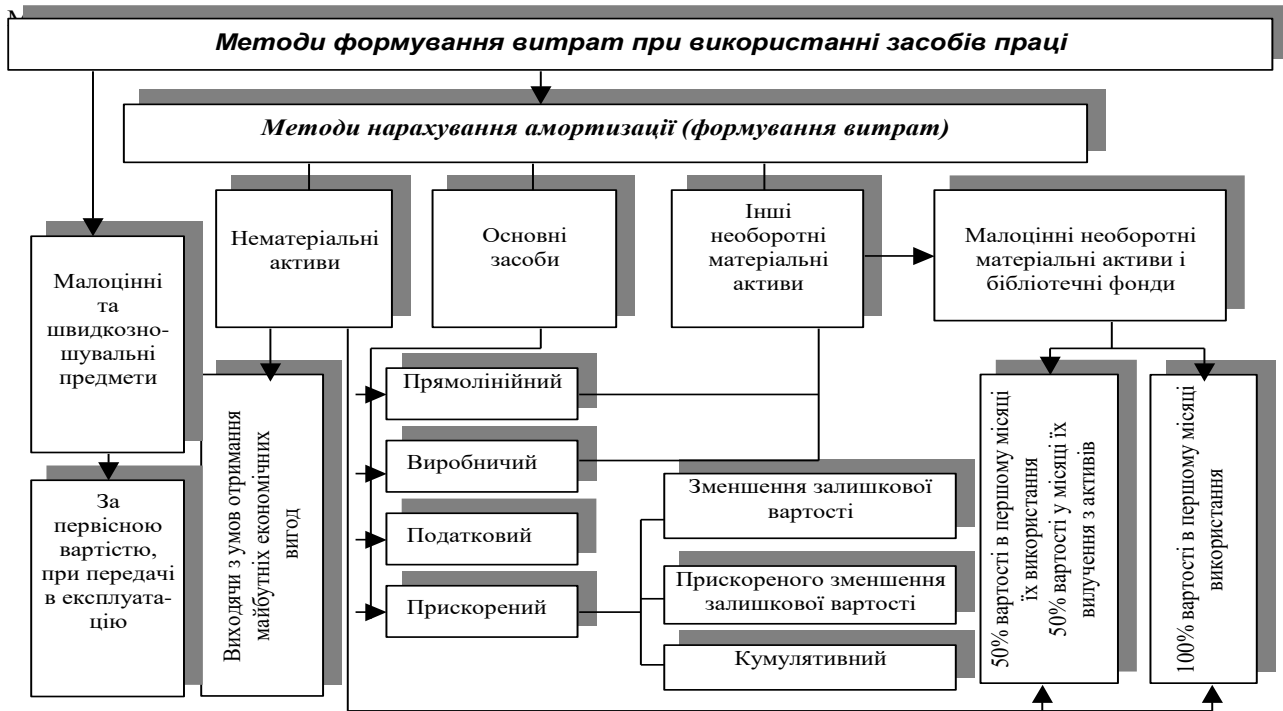 Методи формування витрат при використанні засобів праці
Методи нарахування амортизації (формування витрат)
Малоцінні
та
швидкозно-
шувальні
предмети
Нематеріальні
активи
Основні
засоби
Інші
необоротні
матеріальні
активи
Малоцінні необоротні
матеріальні активи і
бібліотечні фонди
За
первісною
вартістю,
при передачі
в експлуата-
цію
Виходячи з умов отримання
майбутніх економічних
вигод
Прямолінійний
Виробничий
Податковий
Прискорений
Зменшення залишкової
вартості
Прискореного зменшення
залишкової вартості
Кумулятивний
50% вартості в першому місяці
їх використання
50% вартості у місяці їх
вилучення з активів
100% вартості в першому місяці
використання